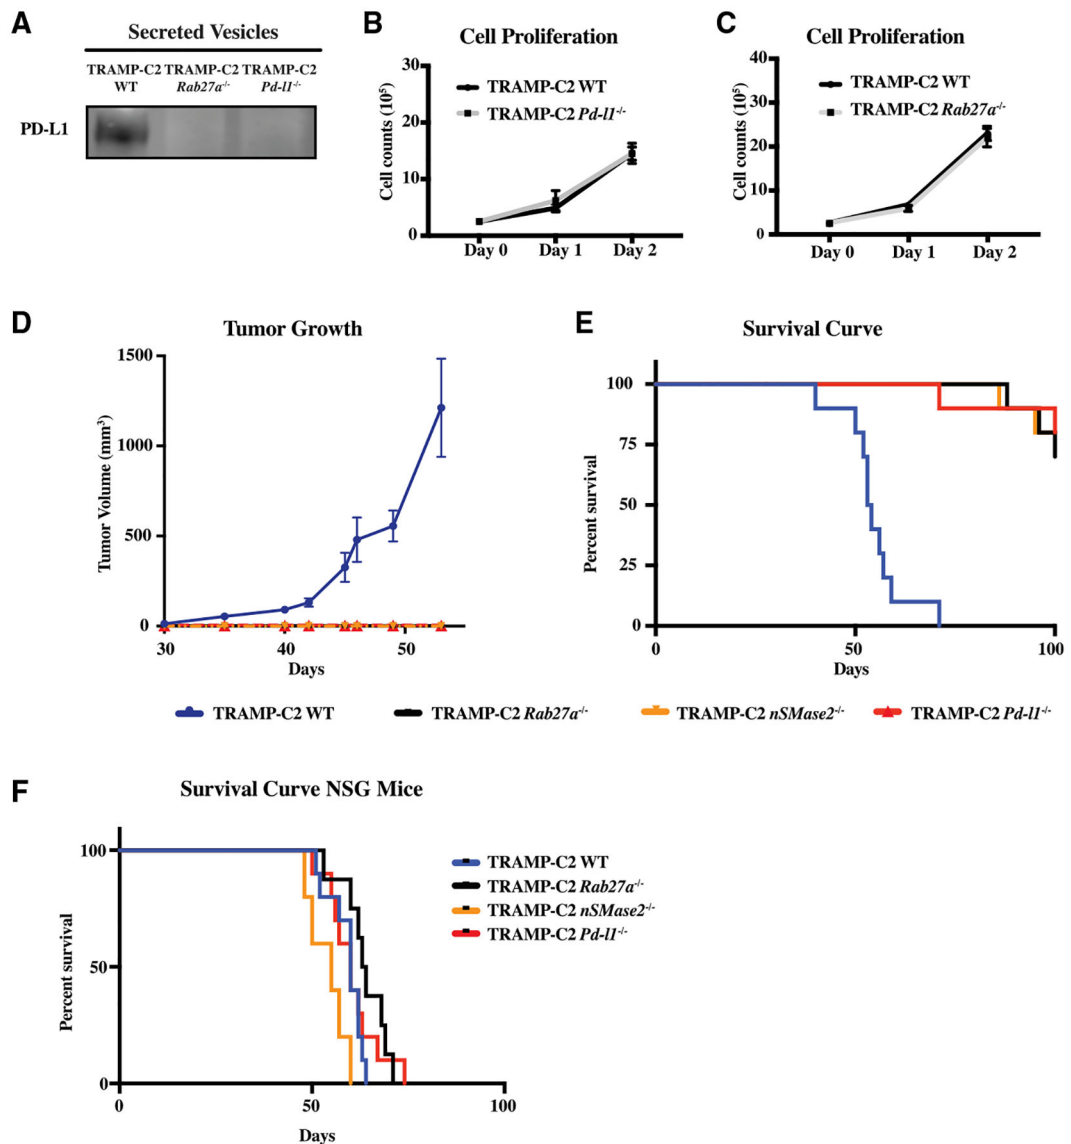 A
Secreted Vesicles
TRAMP-C2 TRAMP-C2 TRAMP-C2
WT Rab27a-/- Pd-l1-/-
PD-L1
B
Cell Proliferation
Cell counts (10⁵)
30
20
10
0
Day 0 Day 1 Day 2
TRAMP-C2 WT
TRAMP-C2 Pd-l1-/-
C
Cell Proliferation
Cell counts (10⁵)
40
30
20
10
0
Day 0 Day 1 Day 2
TRAMP-C2 WT
TRAMP-C2 Rab27a-/-
D
Tumor Growth
Tumor Volume (mm³)
1500
1000
500
0
30 40 50
Days
E
Survival Curve
Percent survival
100
75
50
25
0
0 50 100
Days
TRAMP-C2 WT TRAMP-C2 Rab27a-/- TRAMP-C2 nSMase2-/- TRAMP-C2 Pd-l1-/-
F
Survival Curve NSG Mice
Percent survival
100
50
0
0 50 100
Days
TRAMP-C2 WT
TRAMP-C2 Rab27a-/-
TRAMP-C2 nSMase2-/-
TRAMP-C2 Pd-l1-/-